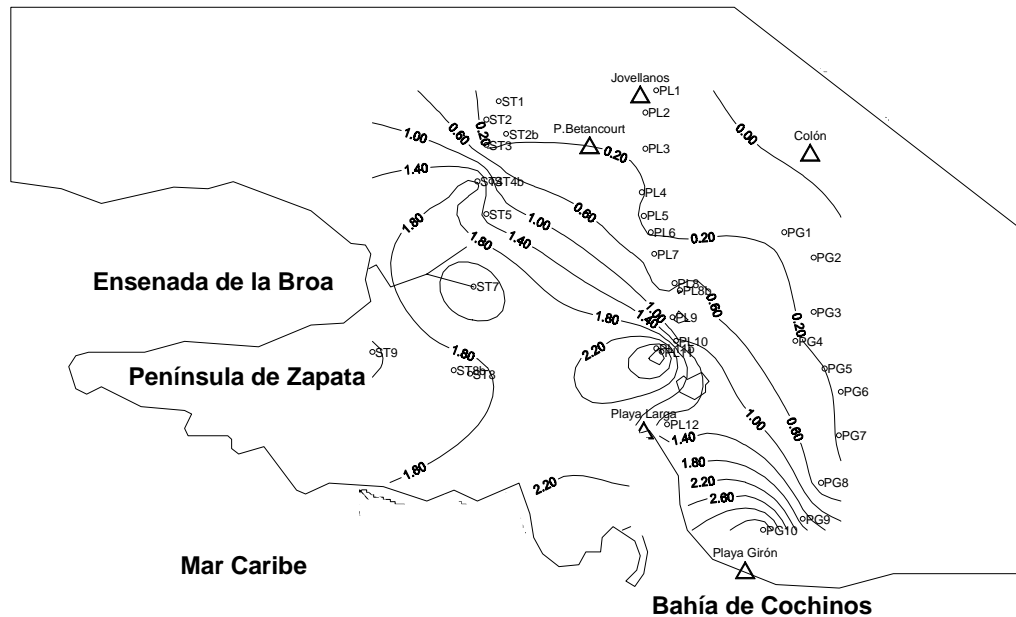 Jovellanos
PL1
ST1
PL2
0.00
ST2
0.60
1.00
0.20
ST2b
P.Betancourt
Colón
ST3
0.20
PL3
1.40
ST4b
PL4
1.80
ST5
0.60
PL5
1.00
PL6
0.20
PG1
1.80
1.40
PL7
PG2
Ensenada de la Broa
ST7
PL8
PL8b
0.60
1.00
PG3
1.80
1.40
PL9
0.20
PL10
PG4
1.80
2.20
PL11b
PL11
ST9
Península de Zapata
ST8b
ST8
PG5
PG6
Playa Larga
1.00
PL12
0.60
1.40
PG7
1.80
1.80
2.20
2.20
PG8
2.60
PG9
PG10
Playa Girón
Mar Caribe
Bahía de Cochinos